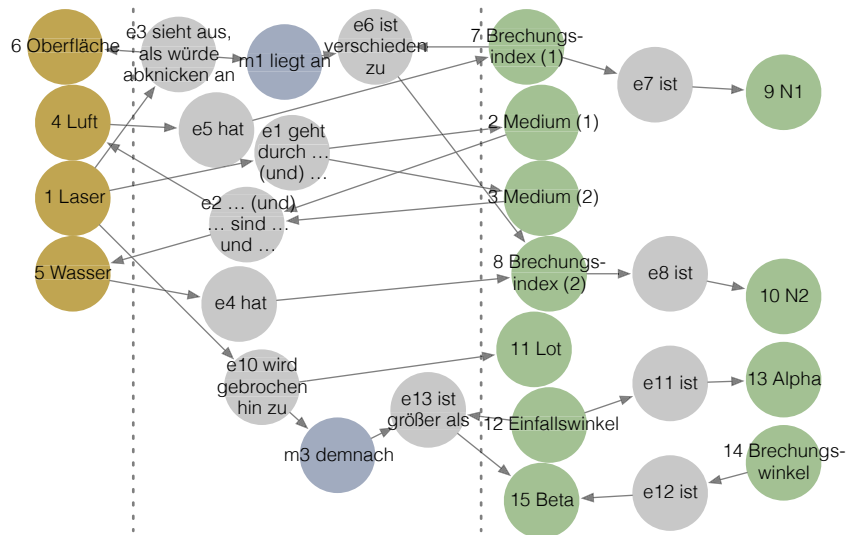 6 Oberfläche
e3 sieht aus,
als würde
abknicken an
m1 liegt an
e6 ist
verschieden
zu
7 Brechungs-
index (1)
e7 ist
9 N1
4 Luft
e5 hat
e1 geht
durch …
(und) …
2 Medium (1)
1 Laser
e2 … (und)
… sind …
und …
3 Medium (2)
5 Wasser
e4 hat
8 Brechungs-
index (2)
e8 ist
10 N2
e10 wird
gebrochen
hin zu
11 Lot
e13 ist
größer als
e11 ist
13 Alpha
12 Einfallswinkel
m3 demnach
14 Brechungs-
winkel
e12 ist
15 Beta